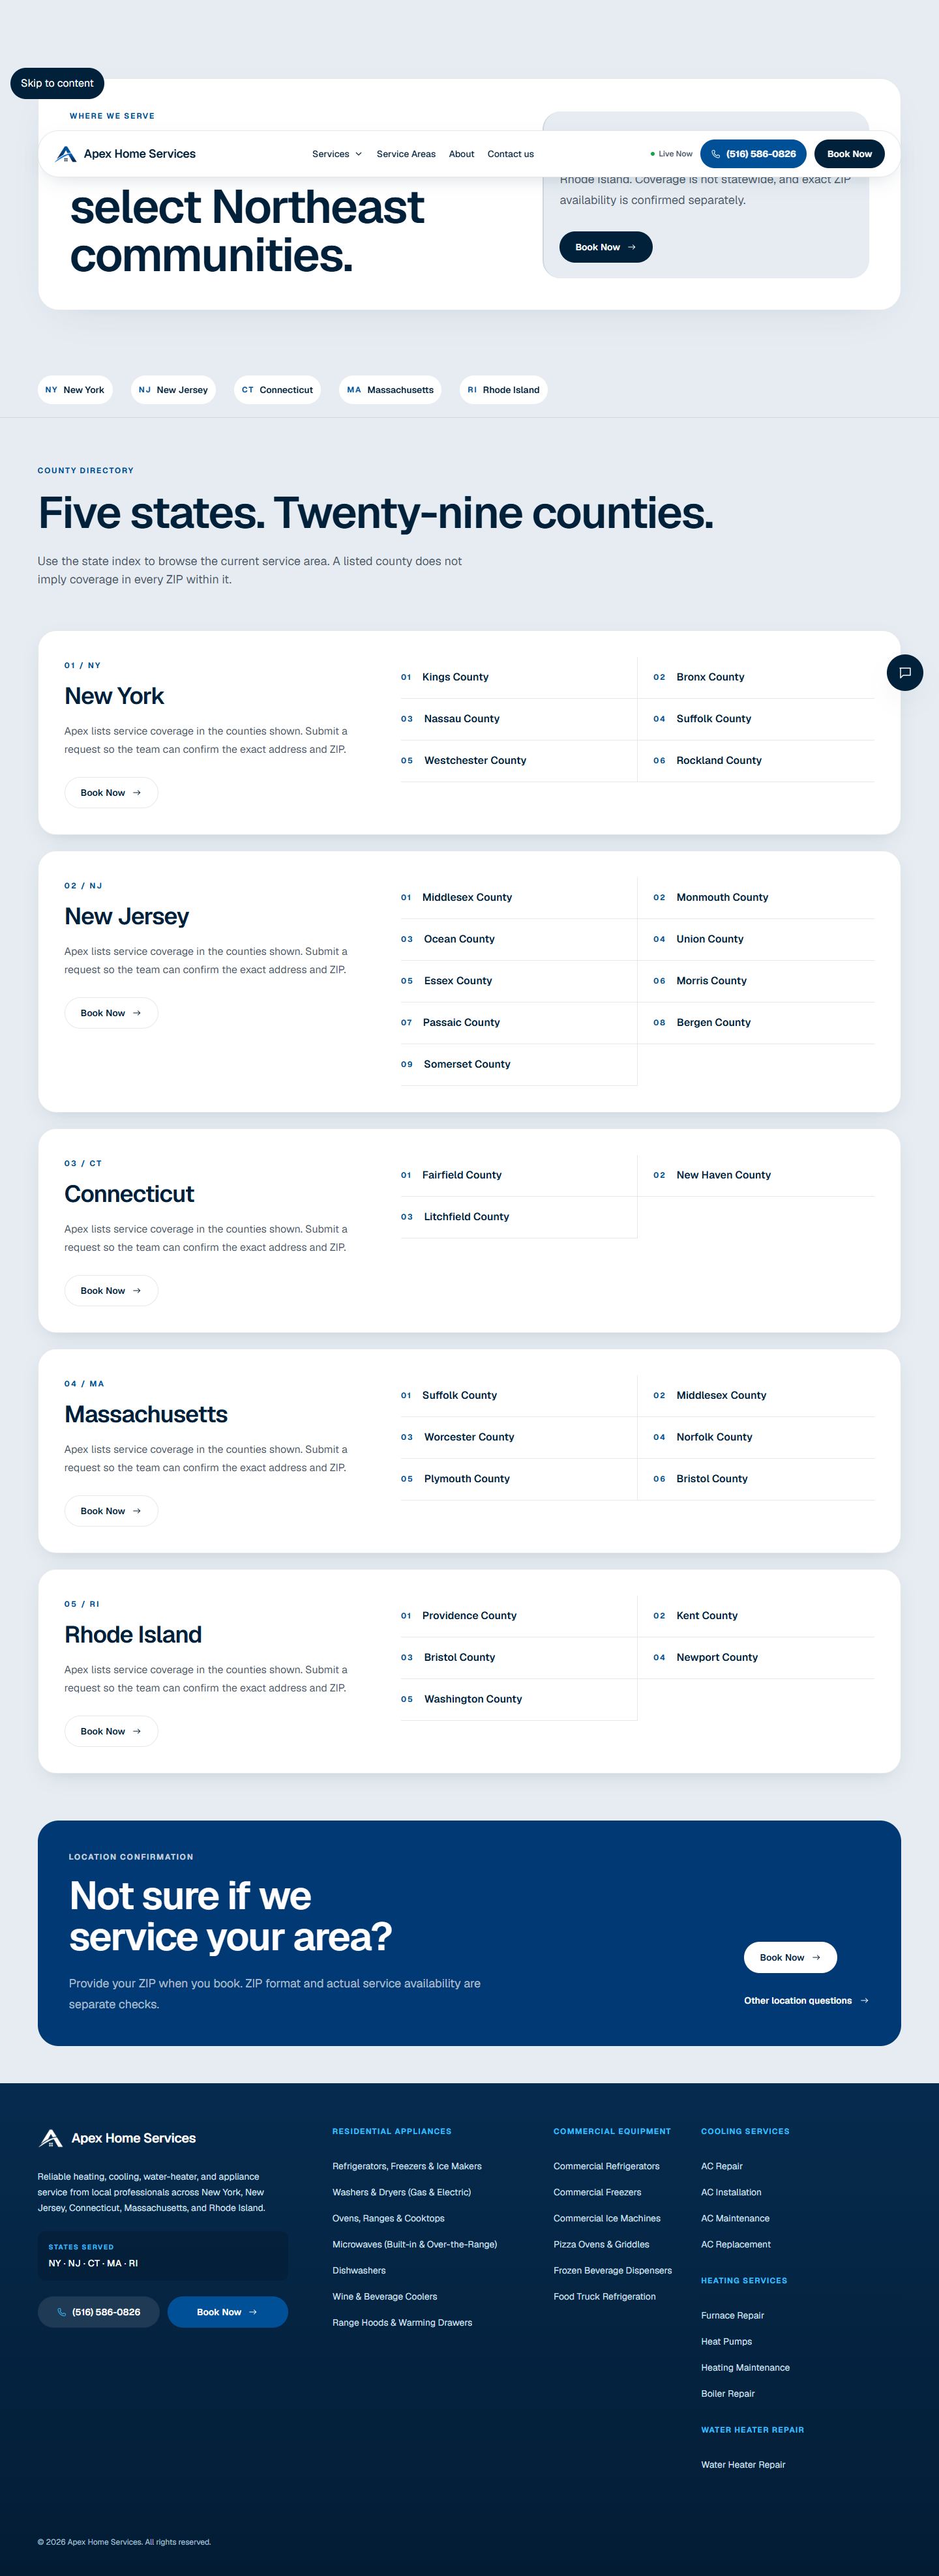 Skip to content
WHERE WE SERVE
Apex Home Services
Services
Service Areas
About
Contact us
Live Now
(516) 586-0826
Book Now
select Northeast
communities.
Rhode Island. Coverage is not statewide, and exact ZIP
availability is confirmed separately.
Book Now
NY New York
NJ New Jersey
CT Connecticut
MA Massachusetts
RI Rhode Island
COUNTY DIRECTORY
Five states. Twenty-nine counties.
Use the state index to browse the current service area. A listed county does not
imply coverage in every ZIP within it.
01 / NY
New York
Apex lists service coverage in the counties shown. Submit a
request so the team can confirm the exact address and ZIP.
Book Now
01 Kings County
02 Bronx County
03 Nassau County
04 Suffolk County
05 Westchester County
06 Rockland County
02 / NJ
New Jersey
Apex lists service coverage in the counties shown. Submit a
request so the team can confirm the exact address and ZIP.
Book Now
01 Middlesex County
02 Monmouth County
03 Ocean County
04 Union County
05 Essex County
06 Morris County
07 Passaic County
08 Bergen County
09 Somerset County
03 / CT
Connecticut
Apex lists service coverage in the counties shown. Submit a
request so the team can confirm the exact address and ZIP.
Book Now
01 Fairfield County
02 New Haven County
03 Litchfield County
04 / MA
Massachusetts
Apex lists service coverage in the counties shown. Submit a
request so the team can confirm the exact address and ZIP.
Book Now
01 Suffolk County
02 Middlesex County
03 Worcester County
04 Norfolk County
05 Plymouth County
06 Bristol County
05 / RI
Rhode Island
Apex lists service coverage in the counties shown. Submit a
request so the team can confirm the exact address and ZIP.
Book Now
01 Providence County
02 Kent County
03 Bristol County
04 Newport County
05 Washington County
LOCATION CONFIRMATION
Not sure if we
service your area?
Provide your ZIP when you book. ZIP format and actual service availability are
separate checks.
Book Now
Other location questions
Apex Home Services
Reliable heating, cooling, water-heater, and appliance
service from local professionals across New York, New
Jersey, Connecticut, Massachusetts, and Rhode Island.
STATES SERVED
NY · NJ · CT · MA · RI
(516) 586-0826
Book Now
RESIDENTIAL APPLIANCES
Refrigerators, Freezers & Ice Makers
Washers & Dryers (Gas & Electric)
Ovens, Ranges & Cooktops
Microwaves (Built-in & Over-the-Range)
Dishwashers
Wine & Beverage Coolers
Range Hoods & Warming Drawers
COMMERCIAL EQUIPMENT
Commercial Refrigerators
Commercial Freezers
Commercial Ice Machines
Pizza Ovens & Griddles
Frozen Beverage Dispensers
Food Truck Refrigeration
COOLING SERVICES
AC Repair
AC Installation
AC Maintenance
AC Replacement
HEATING SERVICES
Furnace Repair
Heat Pumps
Heating Maintenance
Boiler Repair
WATER HEATER REPAIR
Water Heater Repair
© 2026 Apex Home Services. All rights reserved.